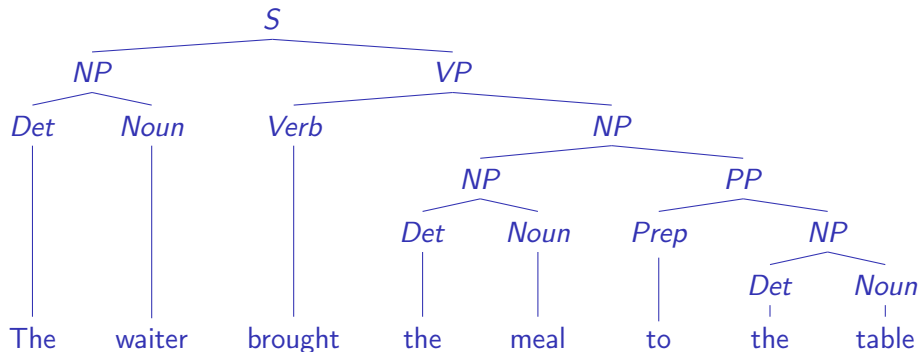 S
NP VP
Det Noun Verb NP
NP PP
Det Noun Prep NP
Det Noun
The waiter brought the meal to the table